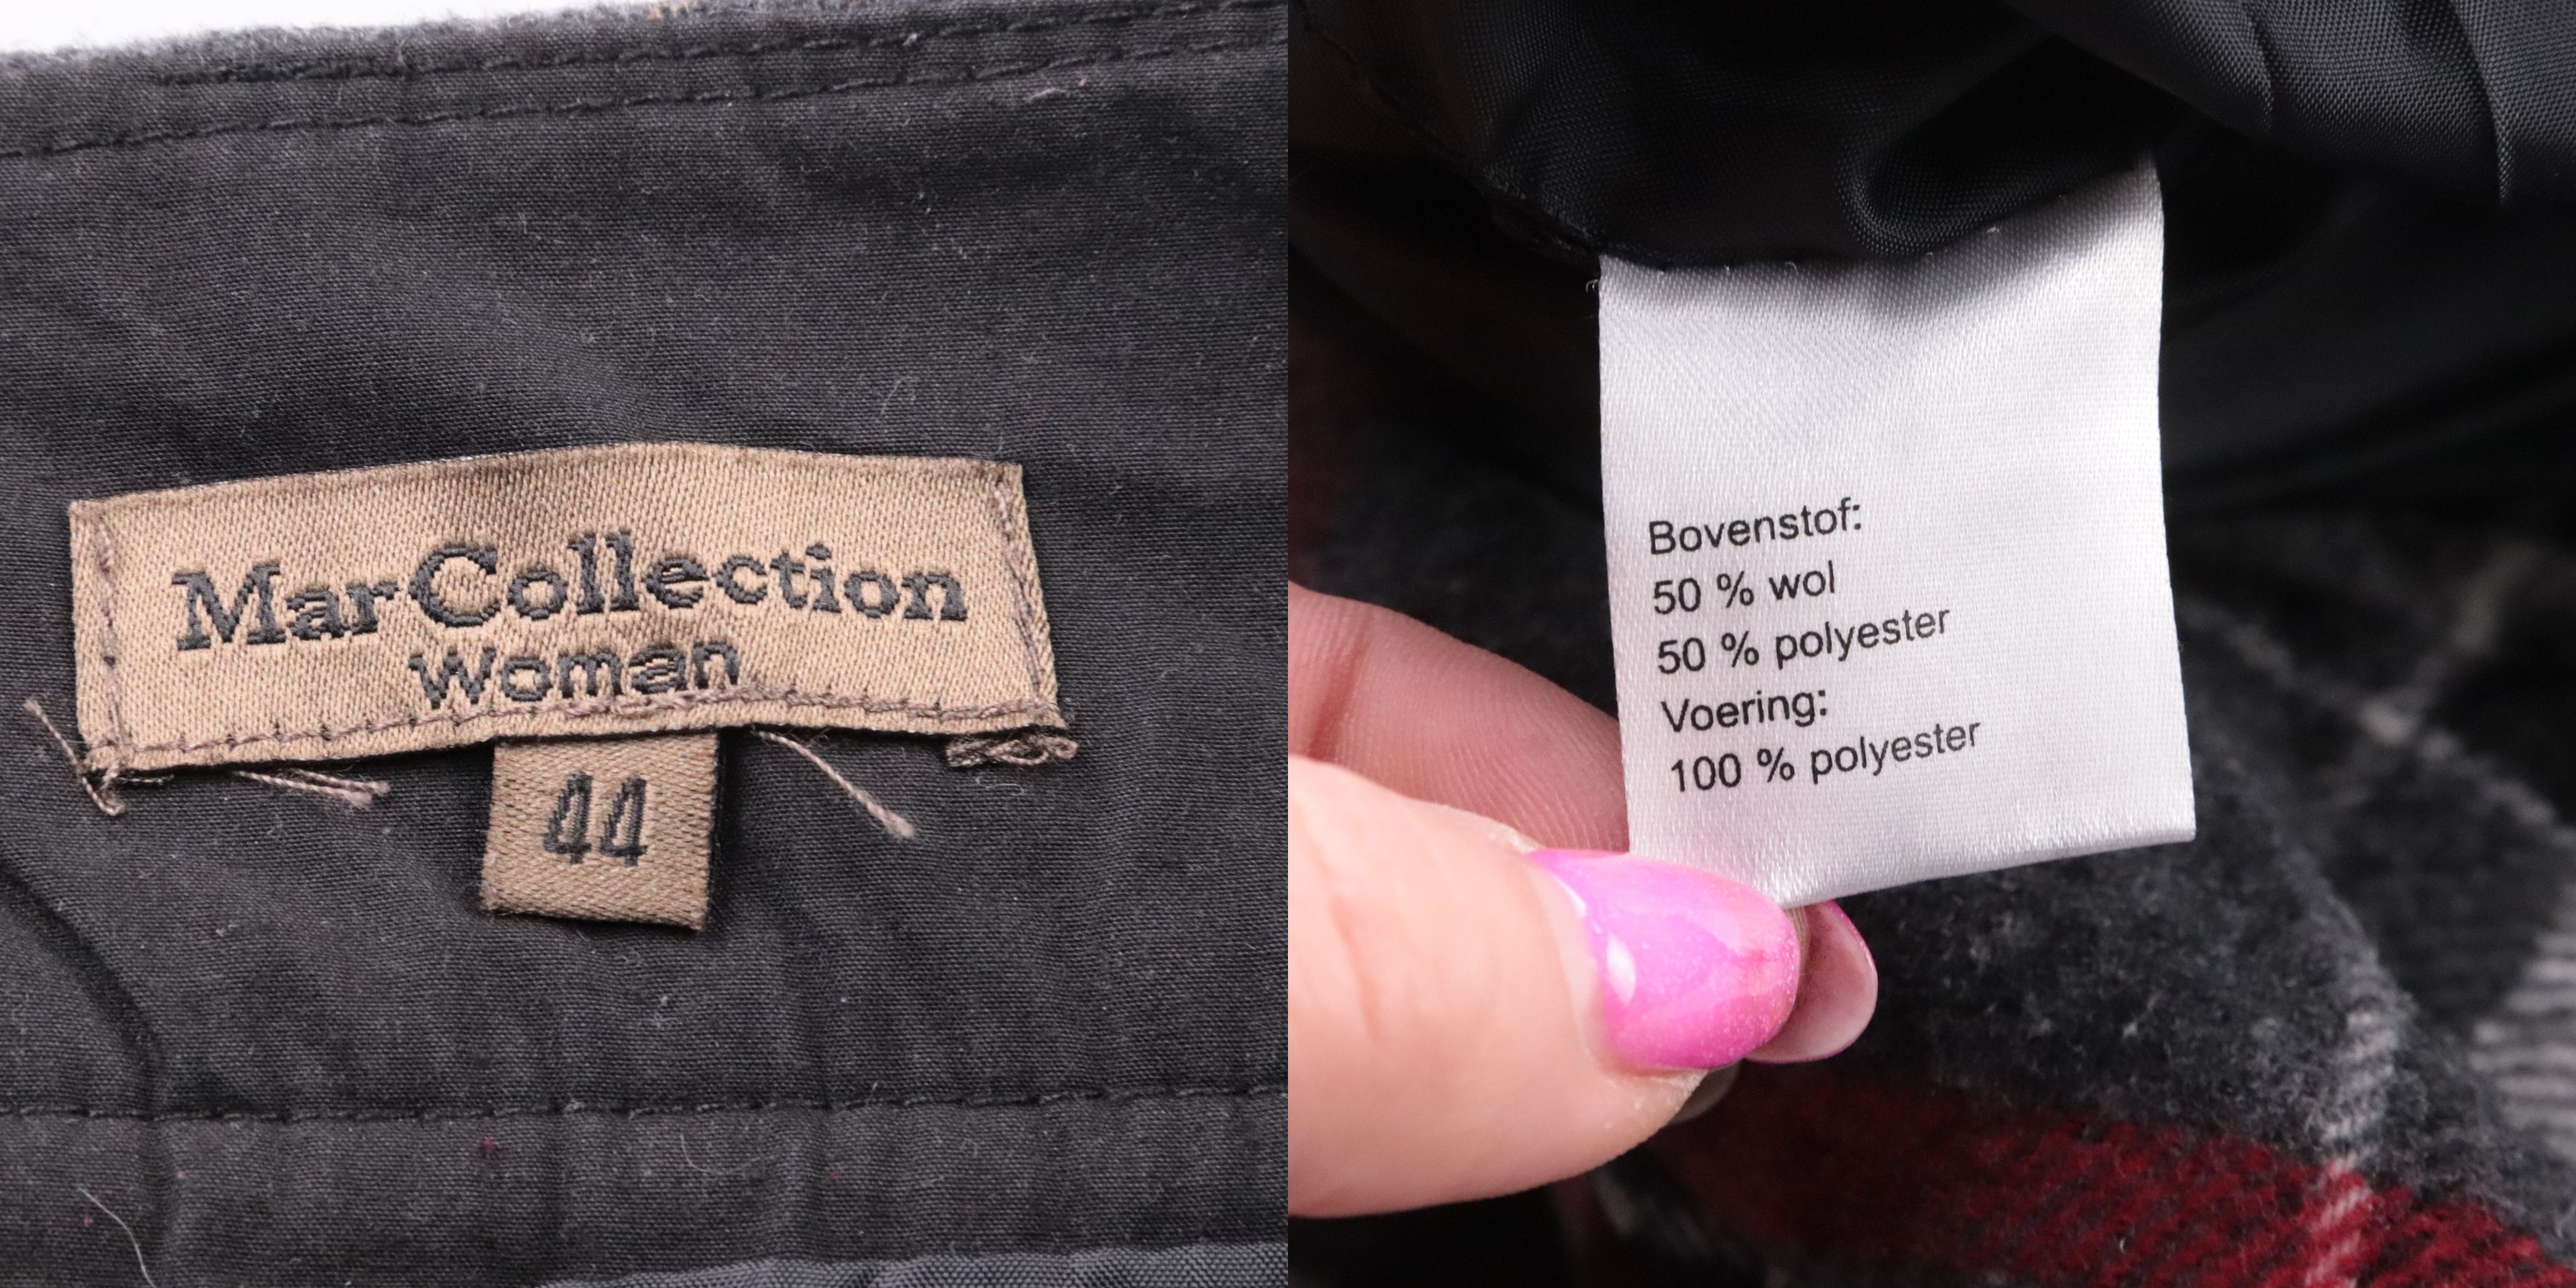 MarCollection
Woman
44
Bovenstof:
50 % wol
50 % polyester
Voering:
100 % polyester